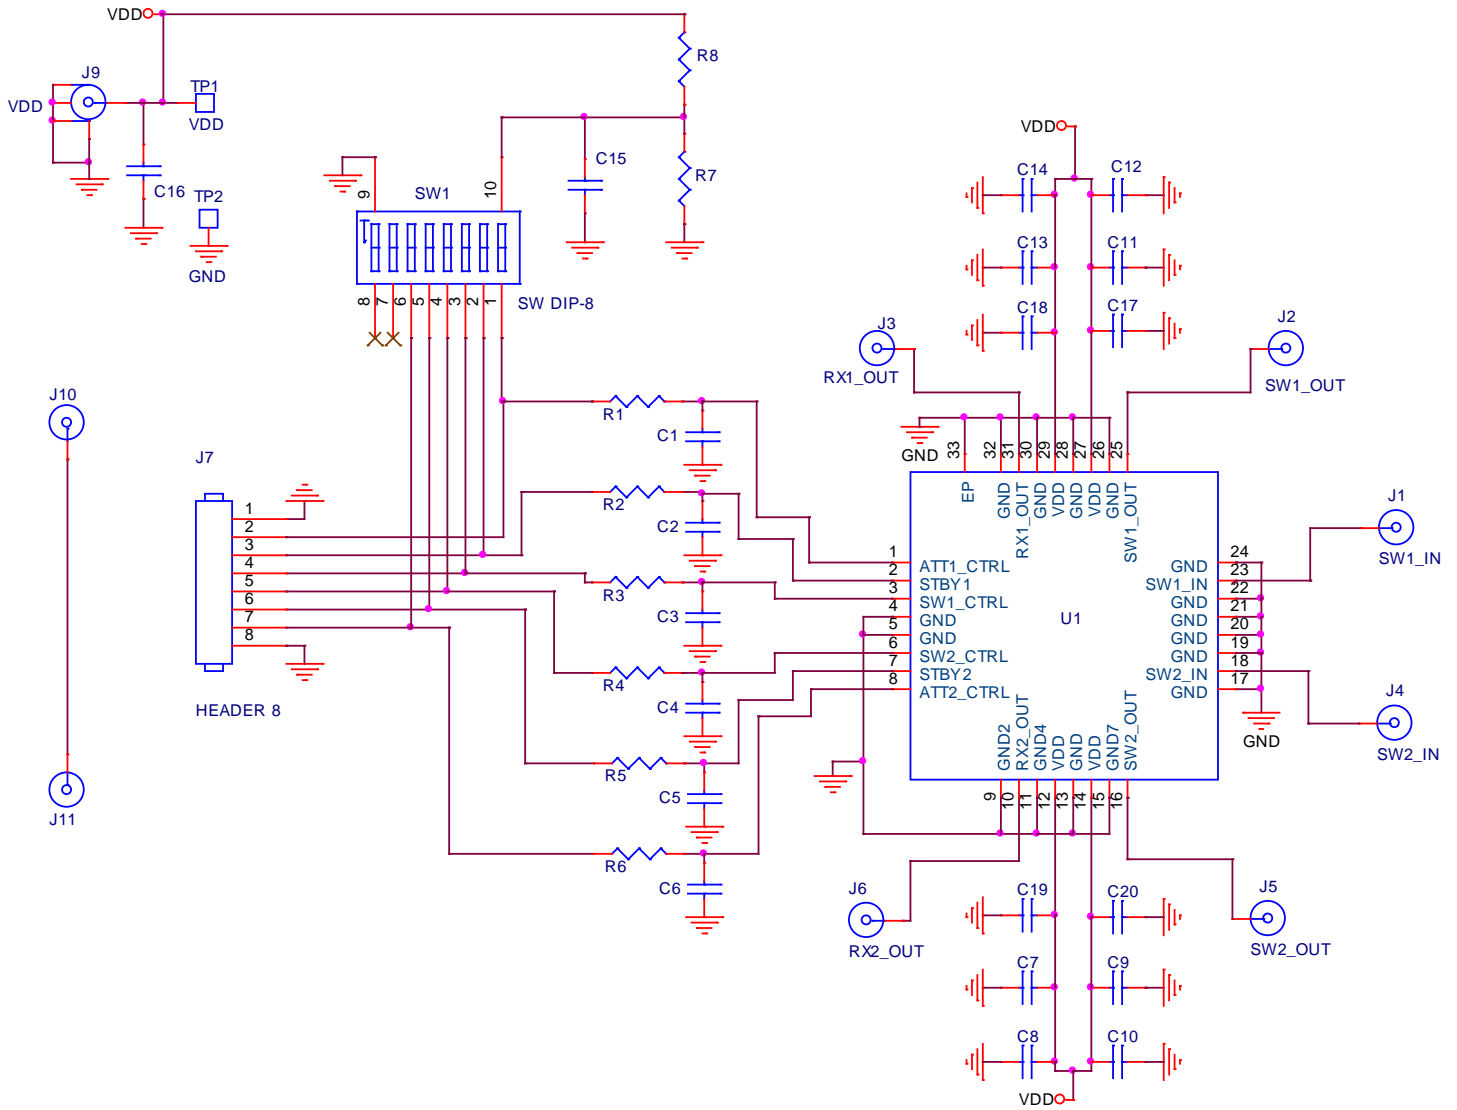 VDD
J9
VDD
TP1
VDD
C16
TP2
GND
R8
C15
R7
9
SW1
10
8
7
6
5
4
3
2
1
SW DIP-8
VDD
C14
C12
C13
C11
C18
C17
J3
RX1_OUT
J2
SW1_OUT
J10
J11
J7
1
2
3
4
5
6
7
8
HEADER 8
R1
C1
R2
C2
R3
C3
R4
C4
R5
C5
R6
C6
GND
33
32
31
30
29
28
27
26
25
EP
GND
RX1_OUT
GND
VDD
GND
VDD
GND
SW1_OUT
1
ATT1_CTRL
2
STBY1
3
SW1_CTRL
4
GND
5
GND
6
SW2_CTRL
7
STBY2
8
ATT2_CTRL
U1
24
GND
23
SW1_IN
22
GND
21
GND
20
GND
19
GND
18
SW2_IN
17
GND
GND
J1
SW1_IN
J4
SW2_IN
GND2
RX2_OUT
GND4
VDD
GND
VDD
GND7
SW2_OUT
9
10
11
12
13
14
15
16
J6
RX2_OUT
J5
SW2_OUT
C19
C20
C7
C9
C8
C10
VDD